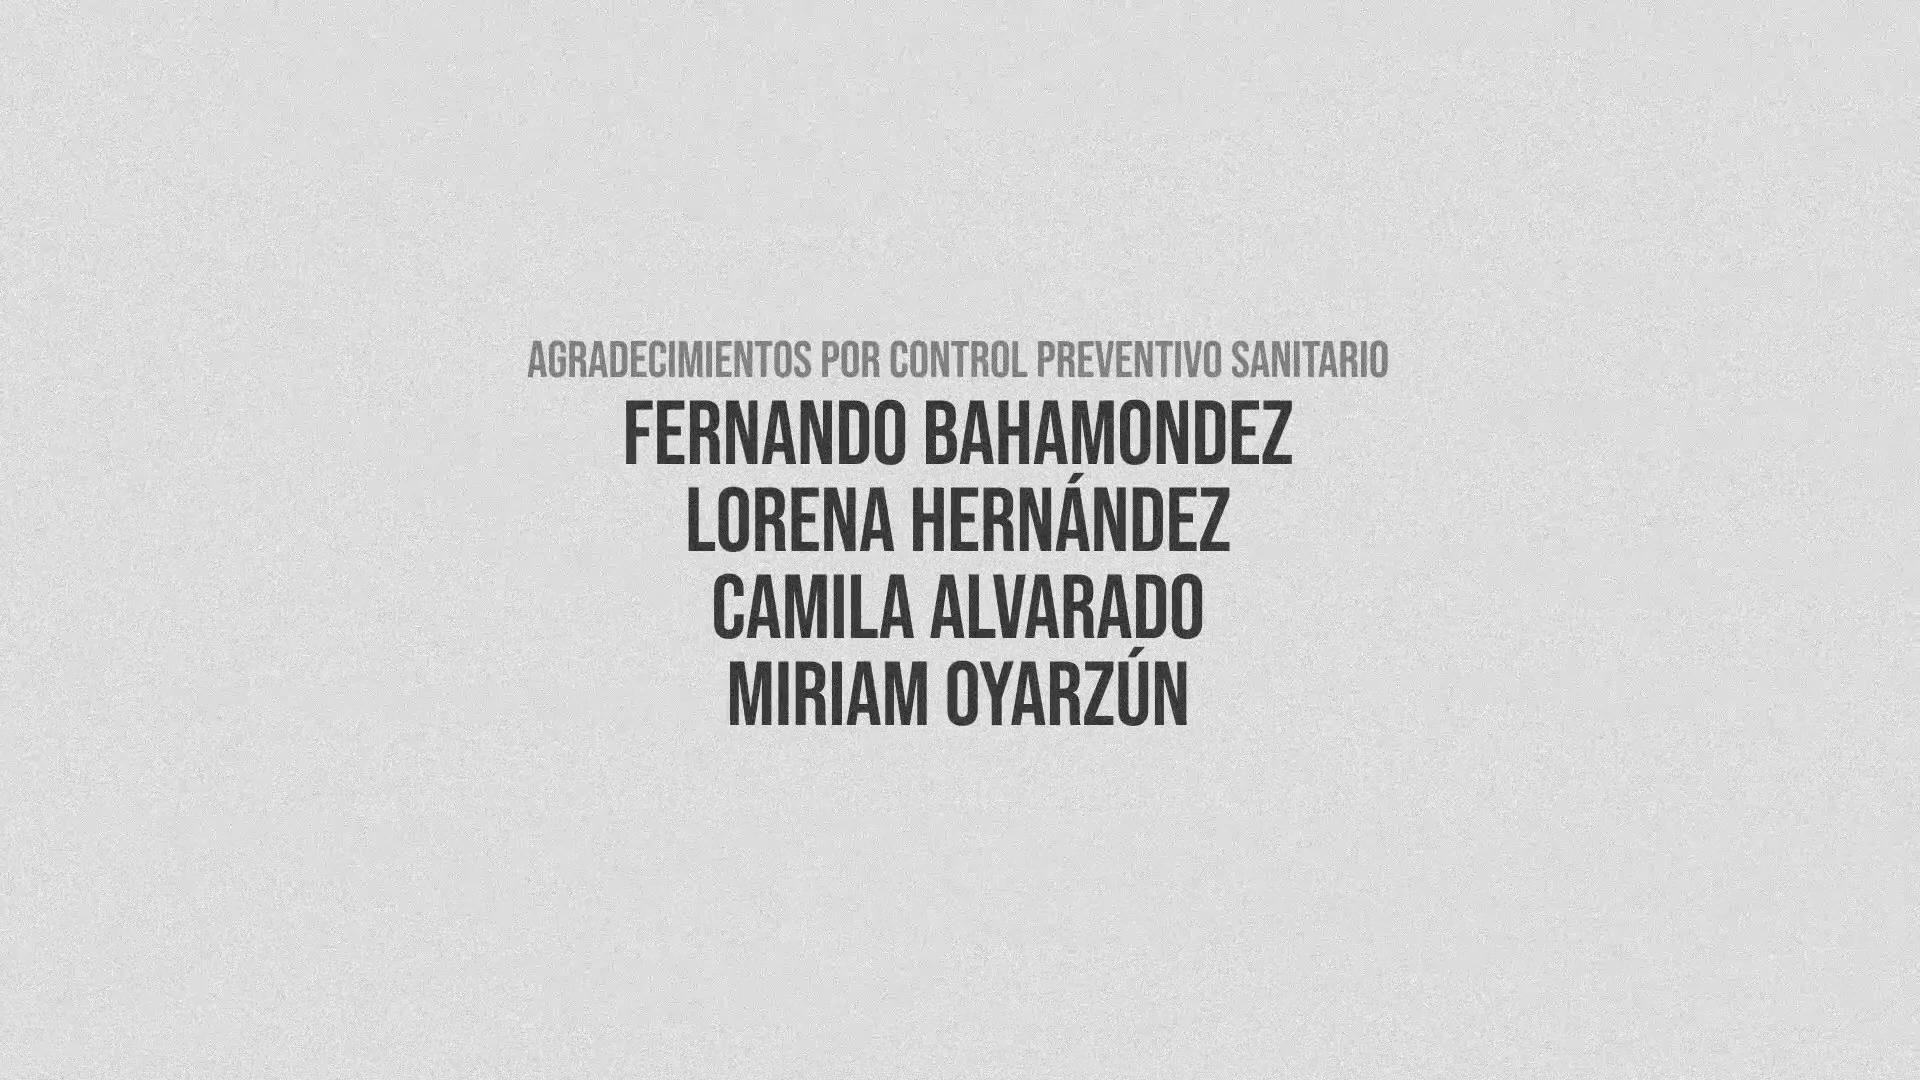 AGRADECIMIENTOS POR CONTROL PREVENTIVO SANITARIO
FERNANDO BAHAMONDEZ
LORENA HERNÁNDEZ
CAMILA ALVARADO
MIRIAM OYARZÚN